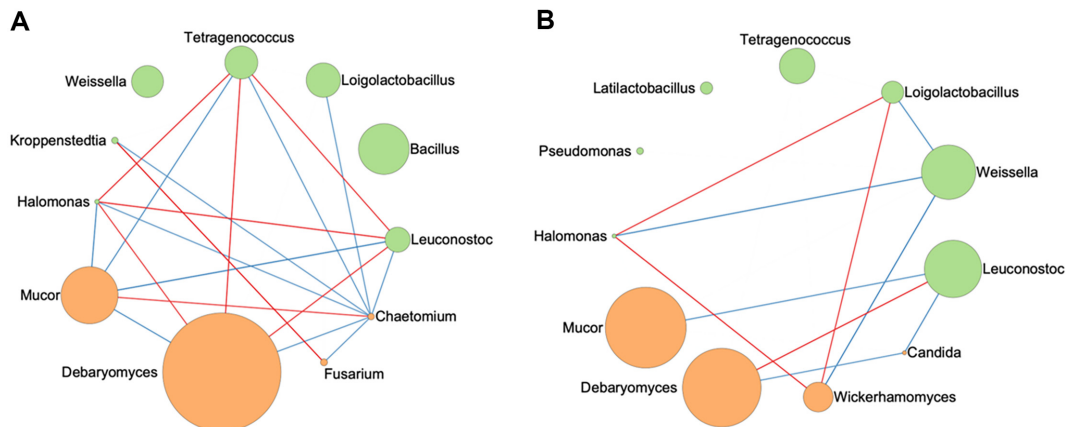 A
Tetragenococcus
Weissella
Loigolactobacillus
Kroppenstedtia
Bacillus
Halomonas
Leuconostoc
Mucor
Chaetomium
Debaryomyces
Fusarium
B
Tetragenococcus
Latilactobacillus
Loigolactobacillus
Pseudomonas
Weissella
Halomonas
Leuconostoc
Mucor
Candida
Debaryomyces
Wickerhamomyces